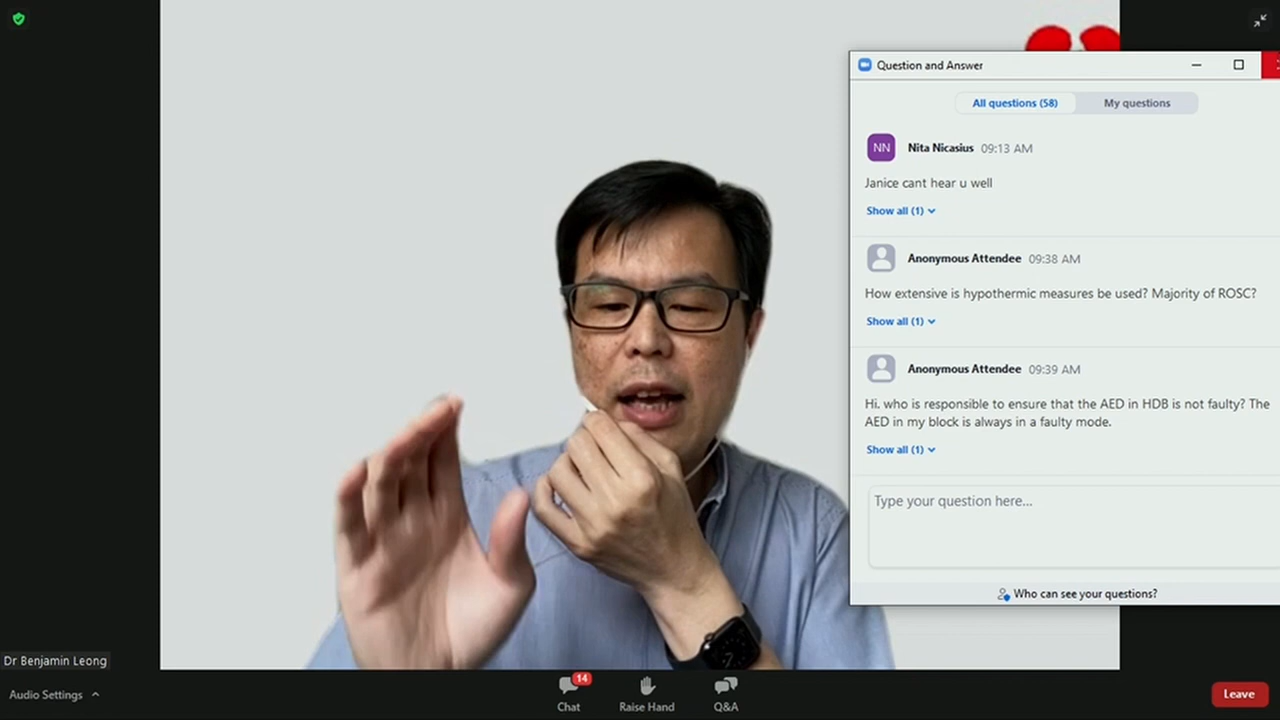 Question and Answer
All questions (58)
My questions
NN
Nita Nicasius 09:13 AM
Janice cant hear u well
Show all (1)
Anonymous Attendee 09:38 AM
How extensive is hypothermic measures be used? Majority of ROSC?
Show all (1)
Anonymous Attendee 09:39 AM
Hi. who is responsible to ensure that the AED in HDB is not faulty? The
AED in my block is always in a faulty mode.
Show all (1)
Type your question here...
Who can see your questions?
Dr Benjamin Leong
Audio Settings
14
Chat
Raise Hand
Q&A
Leave